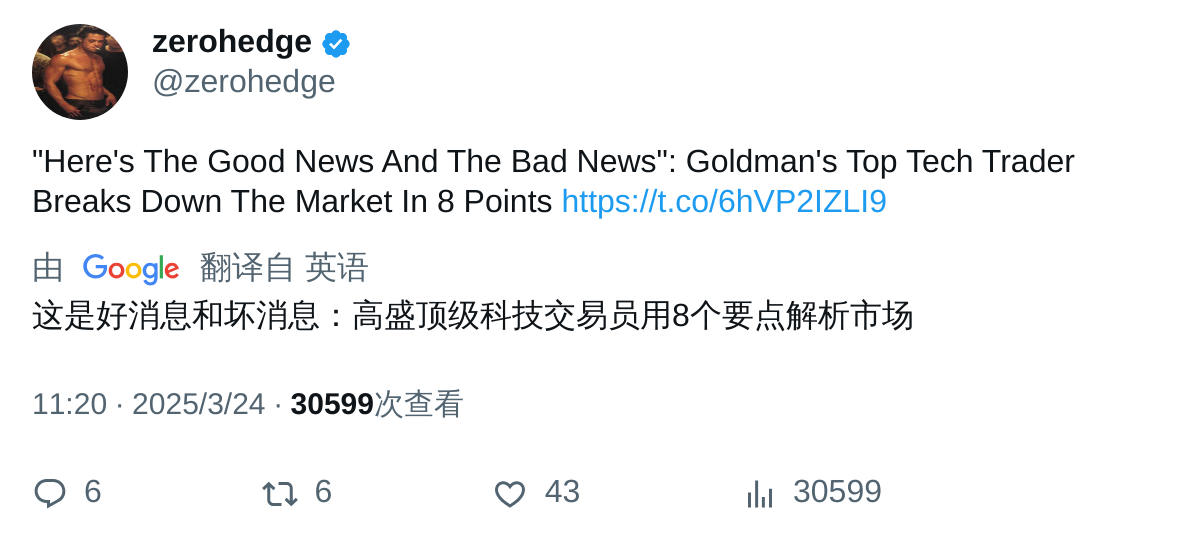 zerohedge
@zerohedge
"Here's The Good News And The Bad News": Goldman's Top Tech Trader
Breaks Down The Market In 8 Points https://t.co/6hVP2IZLI9
由 Google 翻译自 英语
这是好消息和坏消息：高盛顶级科技交易员用8个要点解析市场
11:20 · 2025/3/24 · 30599次查看
6 6 43 30599